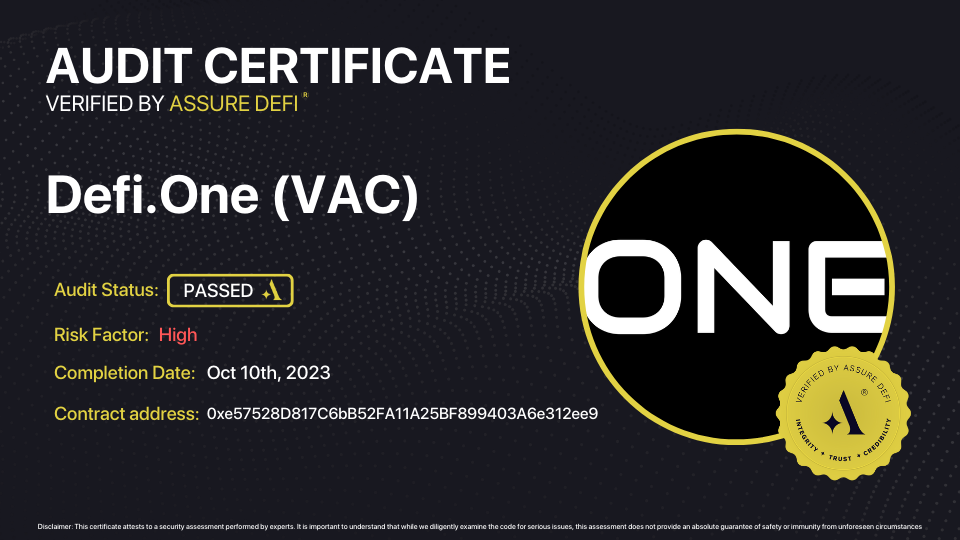 AUDIT CERTIFICATE
VERIFIED BY ASSURE DEFI ®
Defi.One (VAC)
ONE
Audit Status: PASSED
Risk Factor: High
Completion Date: Oct 10th, 2023
Contract address: 0xe57528D817C6bB52FA11A25BF899403A6e312ee9
VERIFIED BY ASSURE DEFI
®
INTEGRITY ✦ TRUST ✦ CREDIBILITY
Disclaimer: This certificate attests to a security assessment performed by experts. It is important to understand that while we diligently examine the code for serious issues, this assessment does not provide an absolute guarantee of safety or immunity from unforeseen circumstances